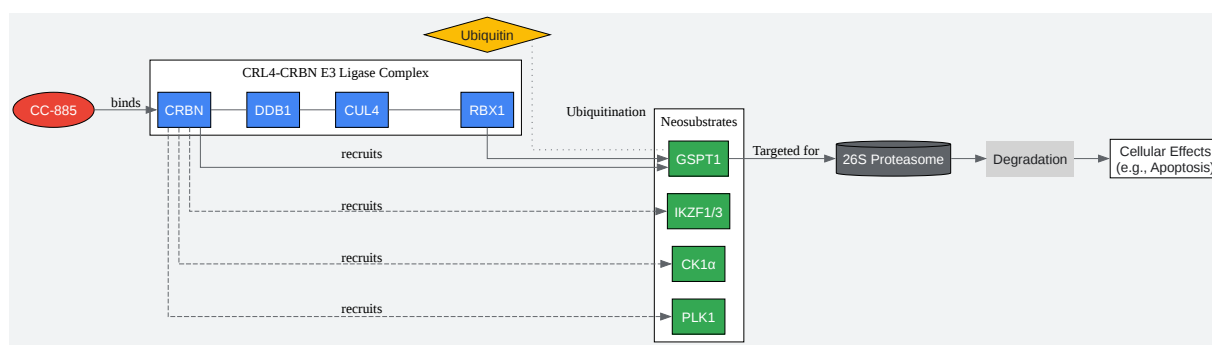 Ubiquitin
CRL4-CRBN E3 Ligase Complex
CC-885
binds
CRBN
DDB1
CUL4
RBX1
Ubiquitination
Neosubstrates
recruits
GSPT1
Targeted for
26S Proteasome
Degradation
Cellular Effects
(e.g., Apoptosis)
recruits
IKZF1/3
recruits
CK1α
recruits
PLK1